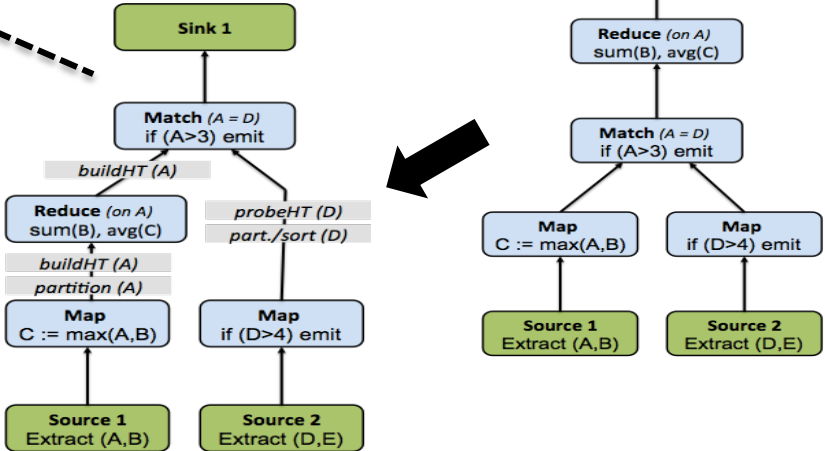 Sink 1
Match (A = D)
if (A>3) emit
buildHT (A)
Reduce (on A)
sum(B), avg(C)
probeHT (D)
part./sort (D)
buildHT (A)
partition (A)
Map
C := max(A,B)
Map
if (D>4) emit
Source 1
Extract (A,B)
Source 2
Extract (D,E)
Reduce (on A)
sum(B), avg(C)
Match (A = D)
if (A>3) emit
Map
C := max(A,B)
Map
if (D>4) emit
Source 1
Extract (A,B)
Source 2
Extract (D,E)